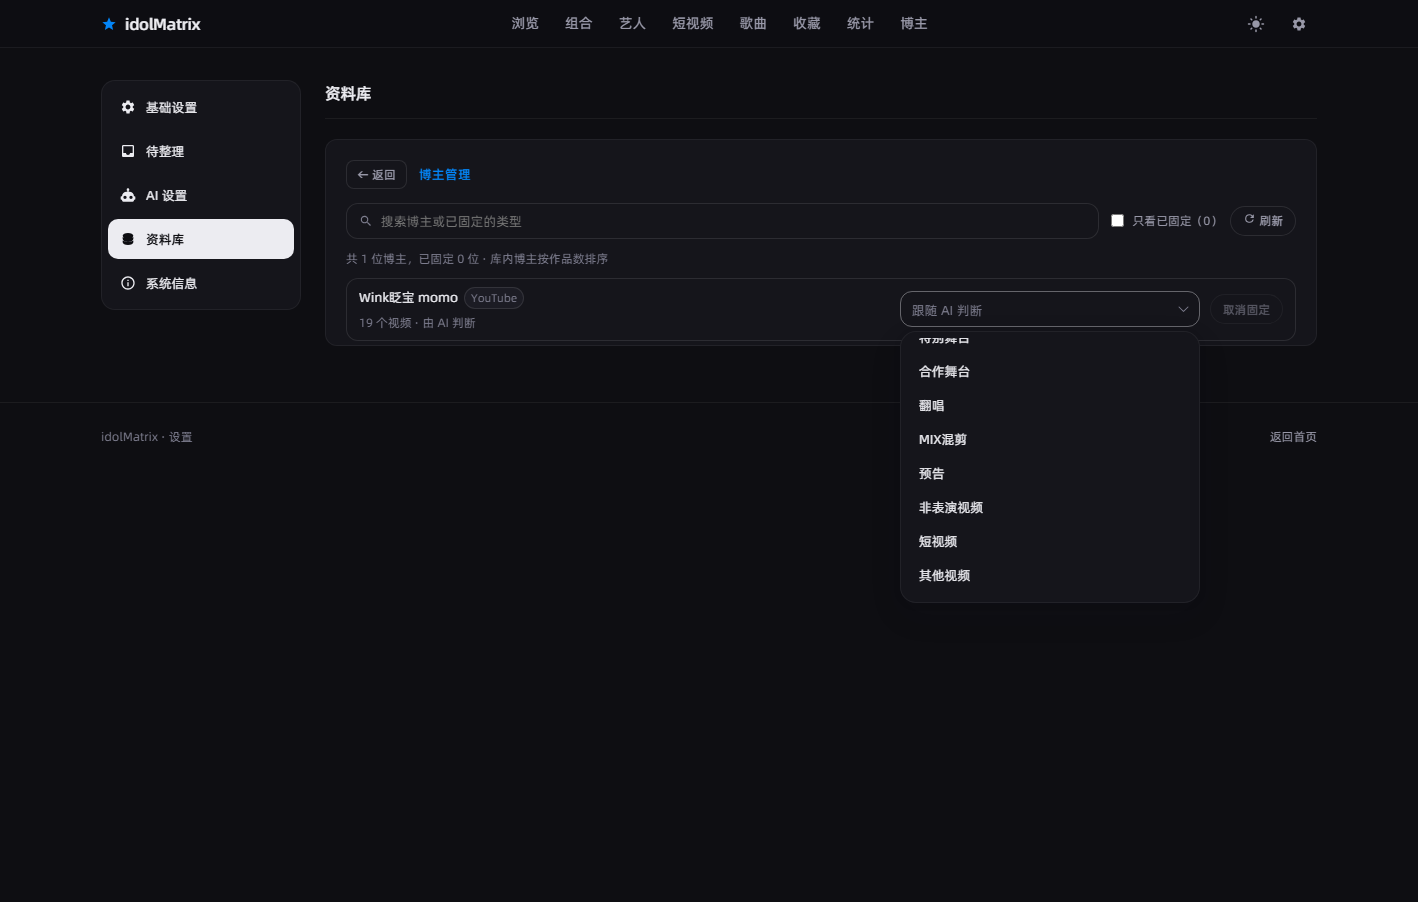 idolMatrix
浏览 组合 艺人 短视频 歌曲 收藏 统计 博主
基础设置
待整理
AI 设置
资料库
系统信息
资料库
← 返回 博主管理
搜索博主或已固定的类型
只看已固定（0）
刷新
共 1 位博主，已固定 0 位 · 库内博主按作品数排序
Wink眨宝 momo YouTube
19 个视频 · 由 AI 判断
跟随 AI 判断
取消固定
特别舞台
合作舞台
翻唱
MIX混剪
预告
非表演视频
短视频
其他视频
idolMatrix · 设置
返回首页